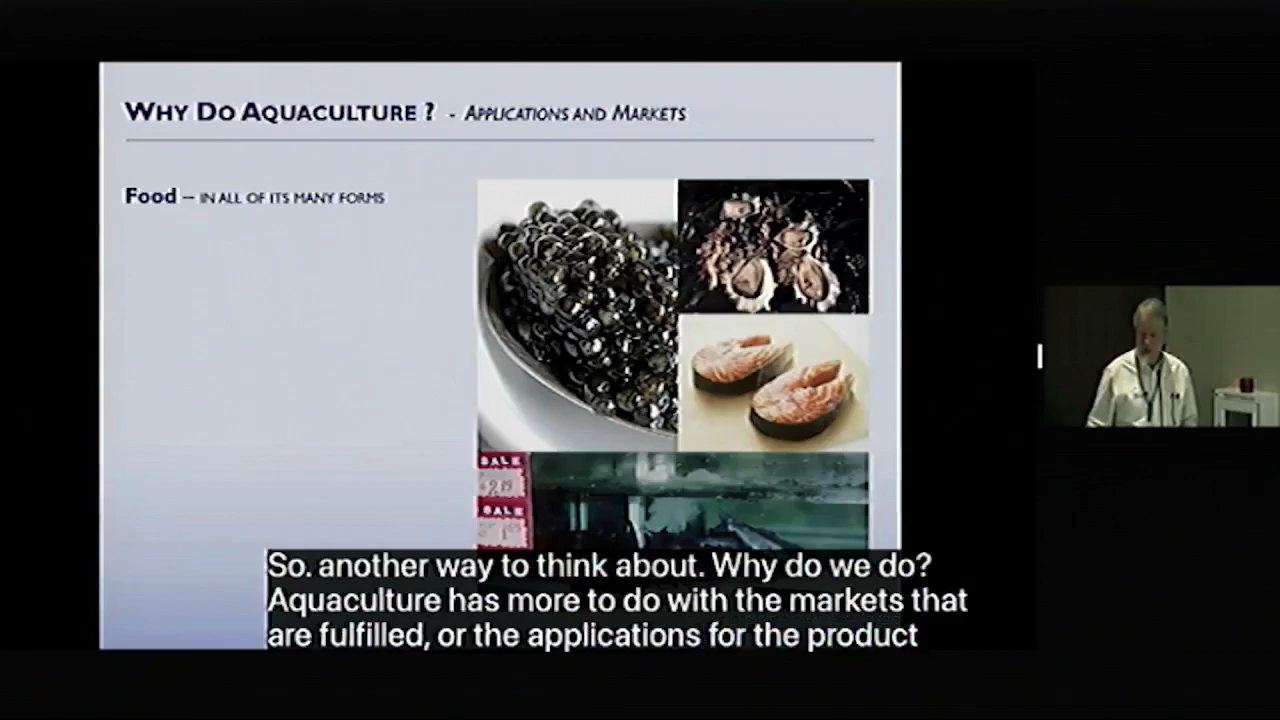 WHY DO AQUACULTURE ? - APPLICATIONS AND MARKETS
Food – IN ALL OF ITS MANY FORMS
SALE
SALE
So. another way to think about. Why do we do?
Aquaculture has more to do with the markets that
are fulfilled, or the applications for the product